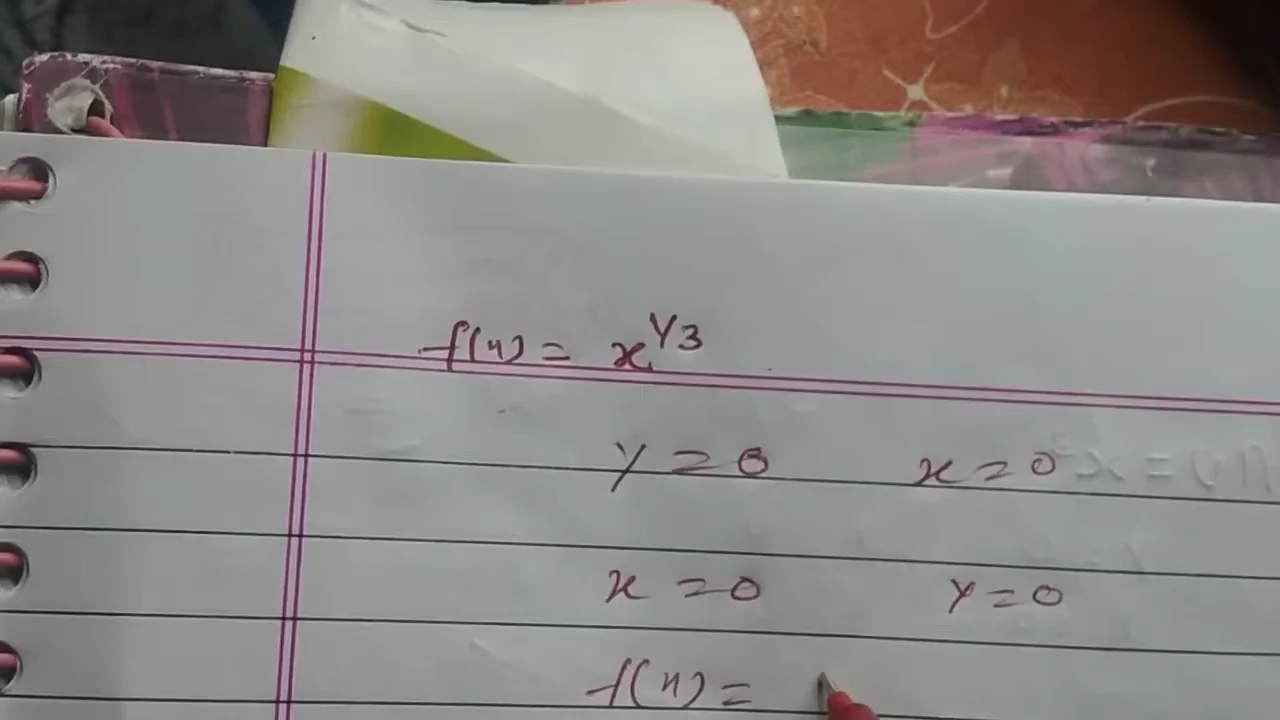 f(x) = x^1/3
y = 0 x = 0
x = 0 y = 0
f(x) =